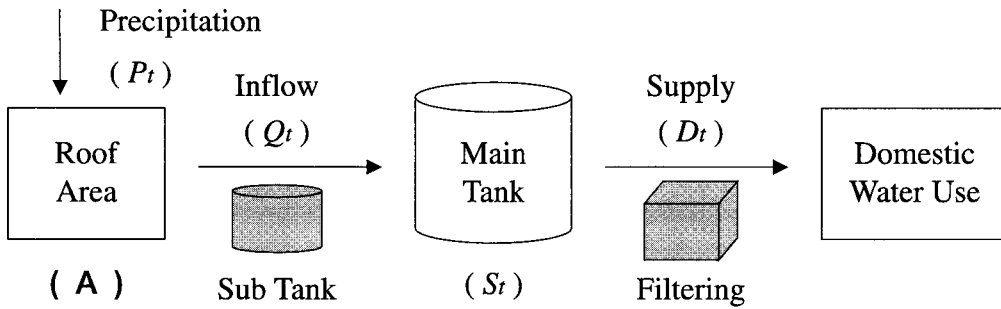 Precipitation
( Pt )
Inflow
( Qt )
Supply
( Dt )
Roof
Area
Main
Tank
Domestic
Water Use
( A )
Sub Tank
( St )
Filtering